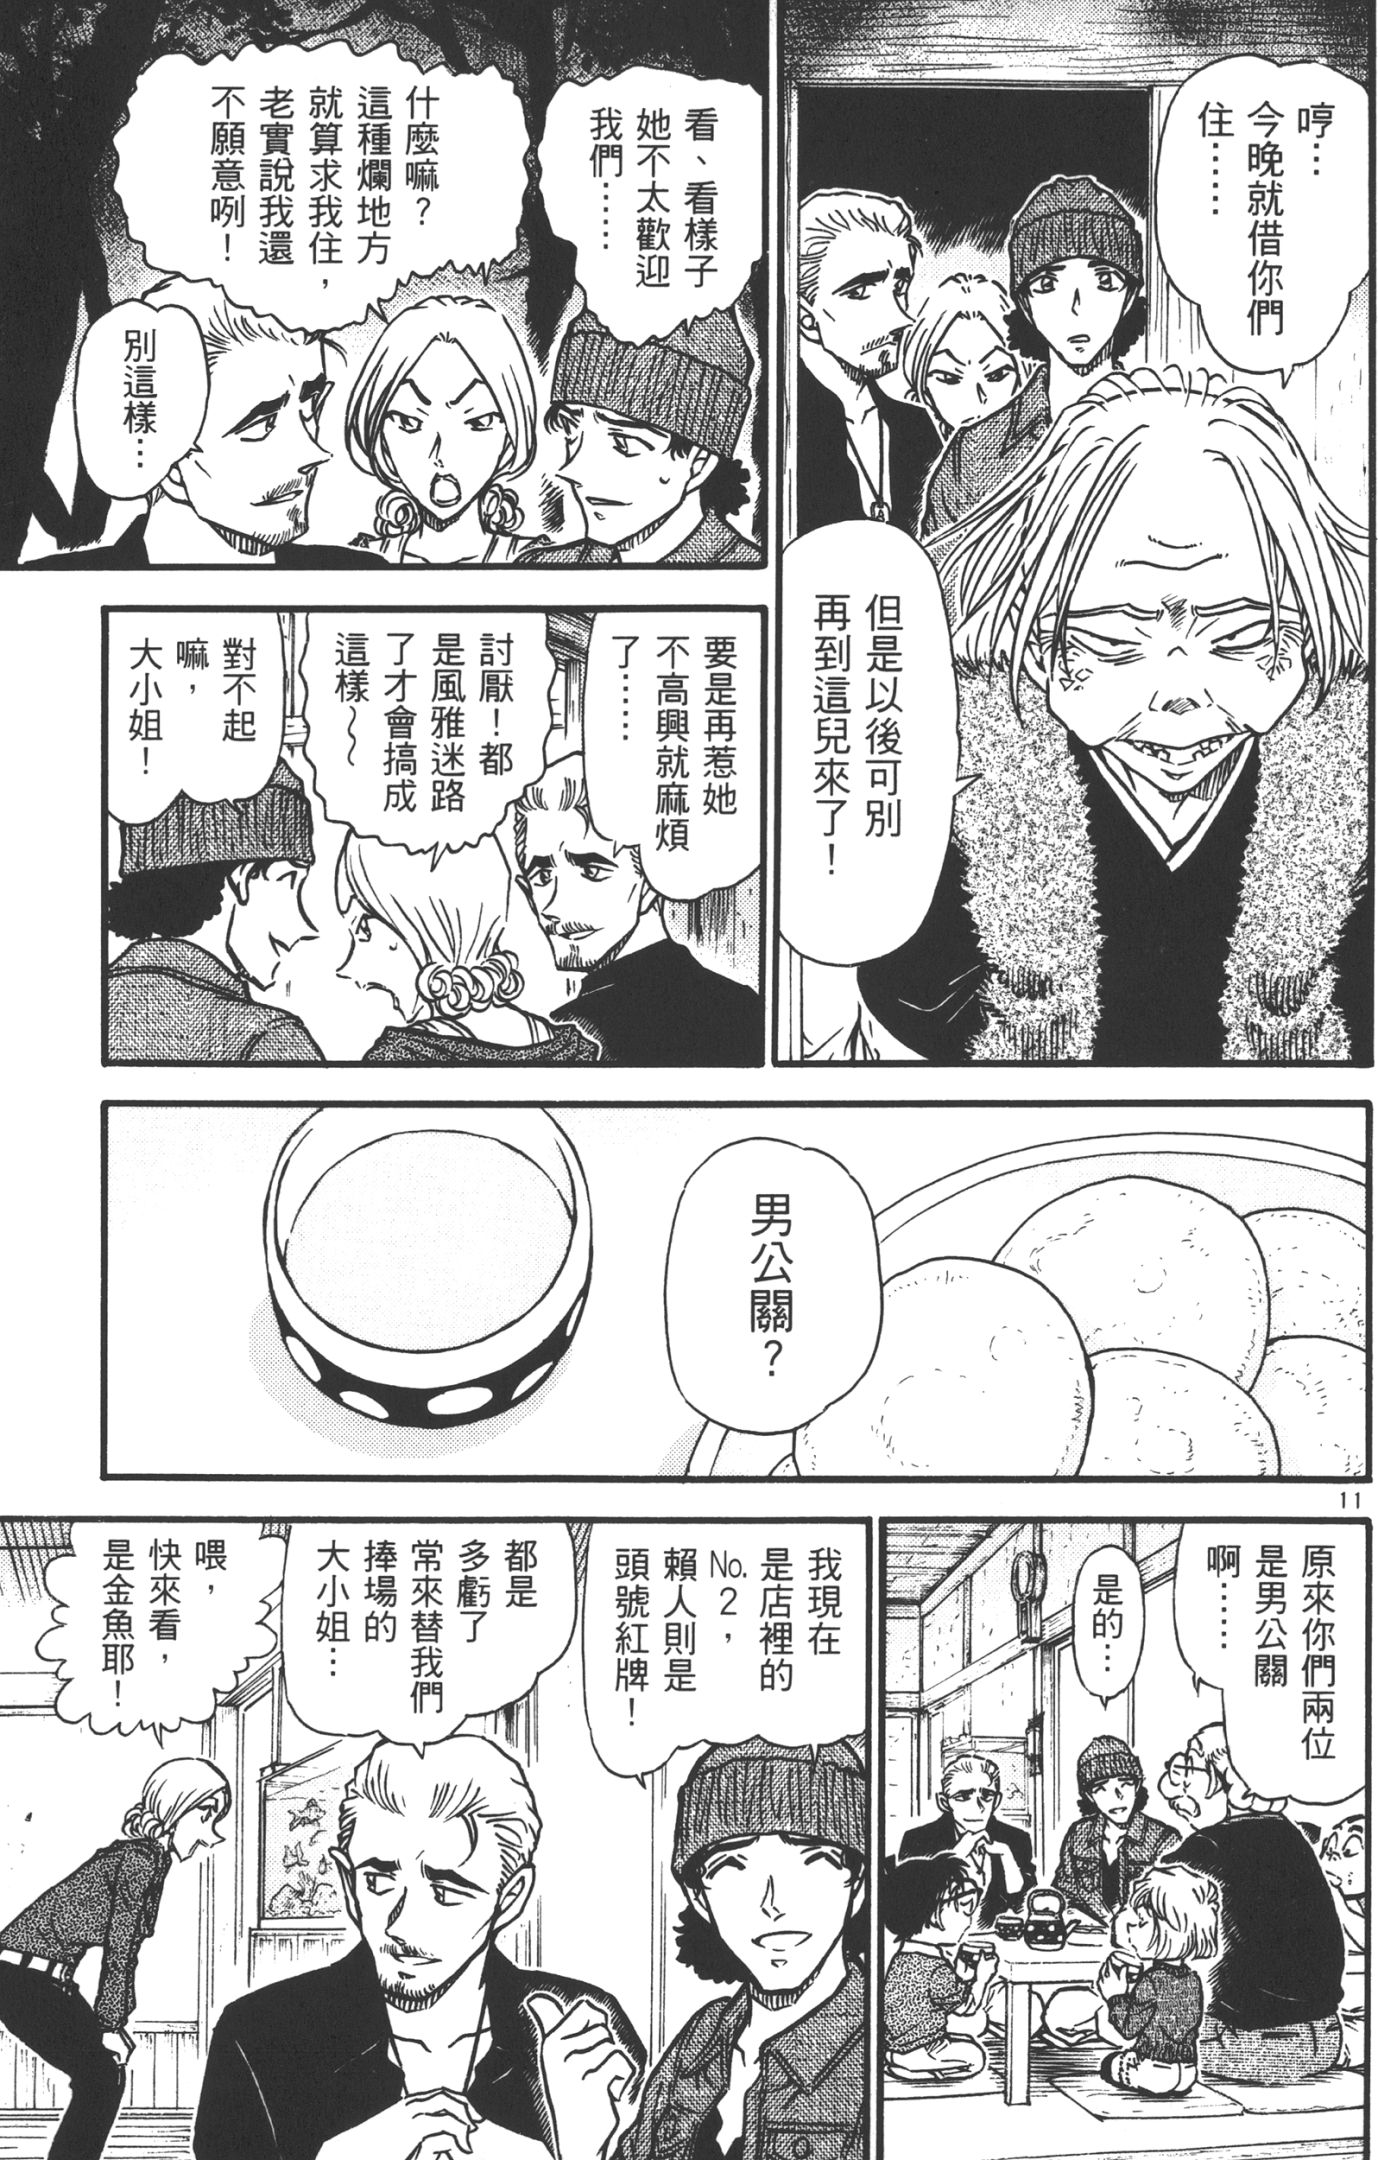 哼…
今晚就借你們
住……
但是以後可別
再到這兒來了！
看、看樣子
她不太歡迎
我們……
什麼嘛？
這種爛地方
就算求我住，
老實說我還
不願意咧！
別這樣…
要是再惹她
不高興就麻煩
了……
討厭！都
是風雅迷路
了才會搞成
這樣～
對不起
嘛，
大小姐！
男公關？
11
原來你們兩位
是男公關
啊……
是的…
我現在
是店裡的
No.2，
賴人則是
頭號紅牌！
都是
多虧了
常來替我們
捧場的
大小姐…
喂，
快來看，
是金魚耶！